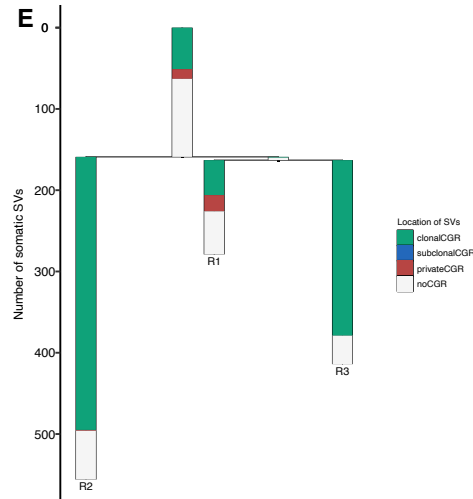 E
0
100
200
300
400
500
Number of somatic SVs
R1
R2
R3
Location of SVs
clonalCGR
subclonalCGR
privateCGR
noCGR